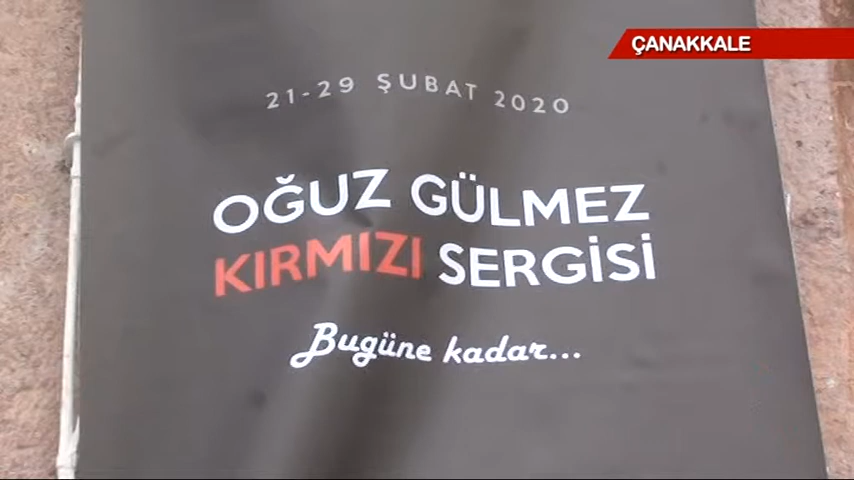 ÇANAKKALE
21-29 ŞUBAT 2020
OĞUZ GÜLMEZ
KIRMIZI SERGİSİ
Bugüne kadar...